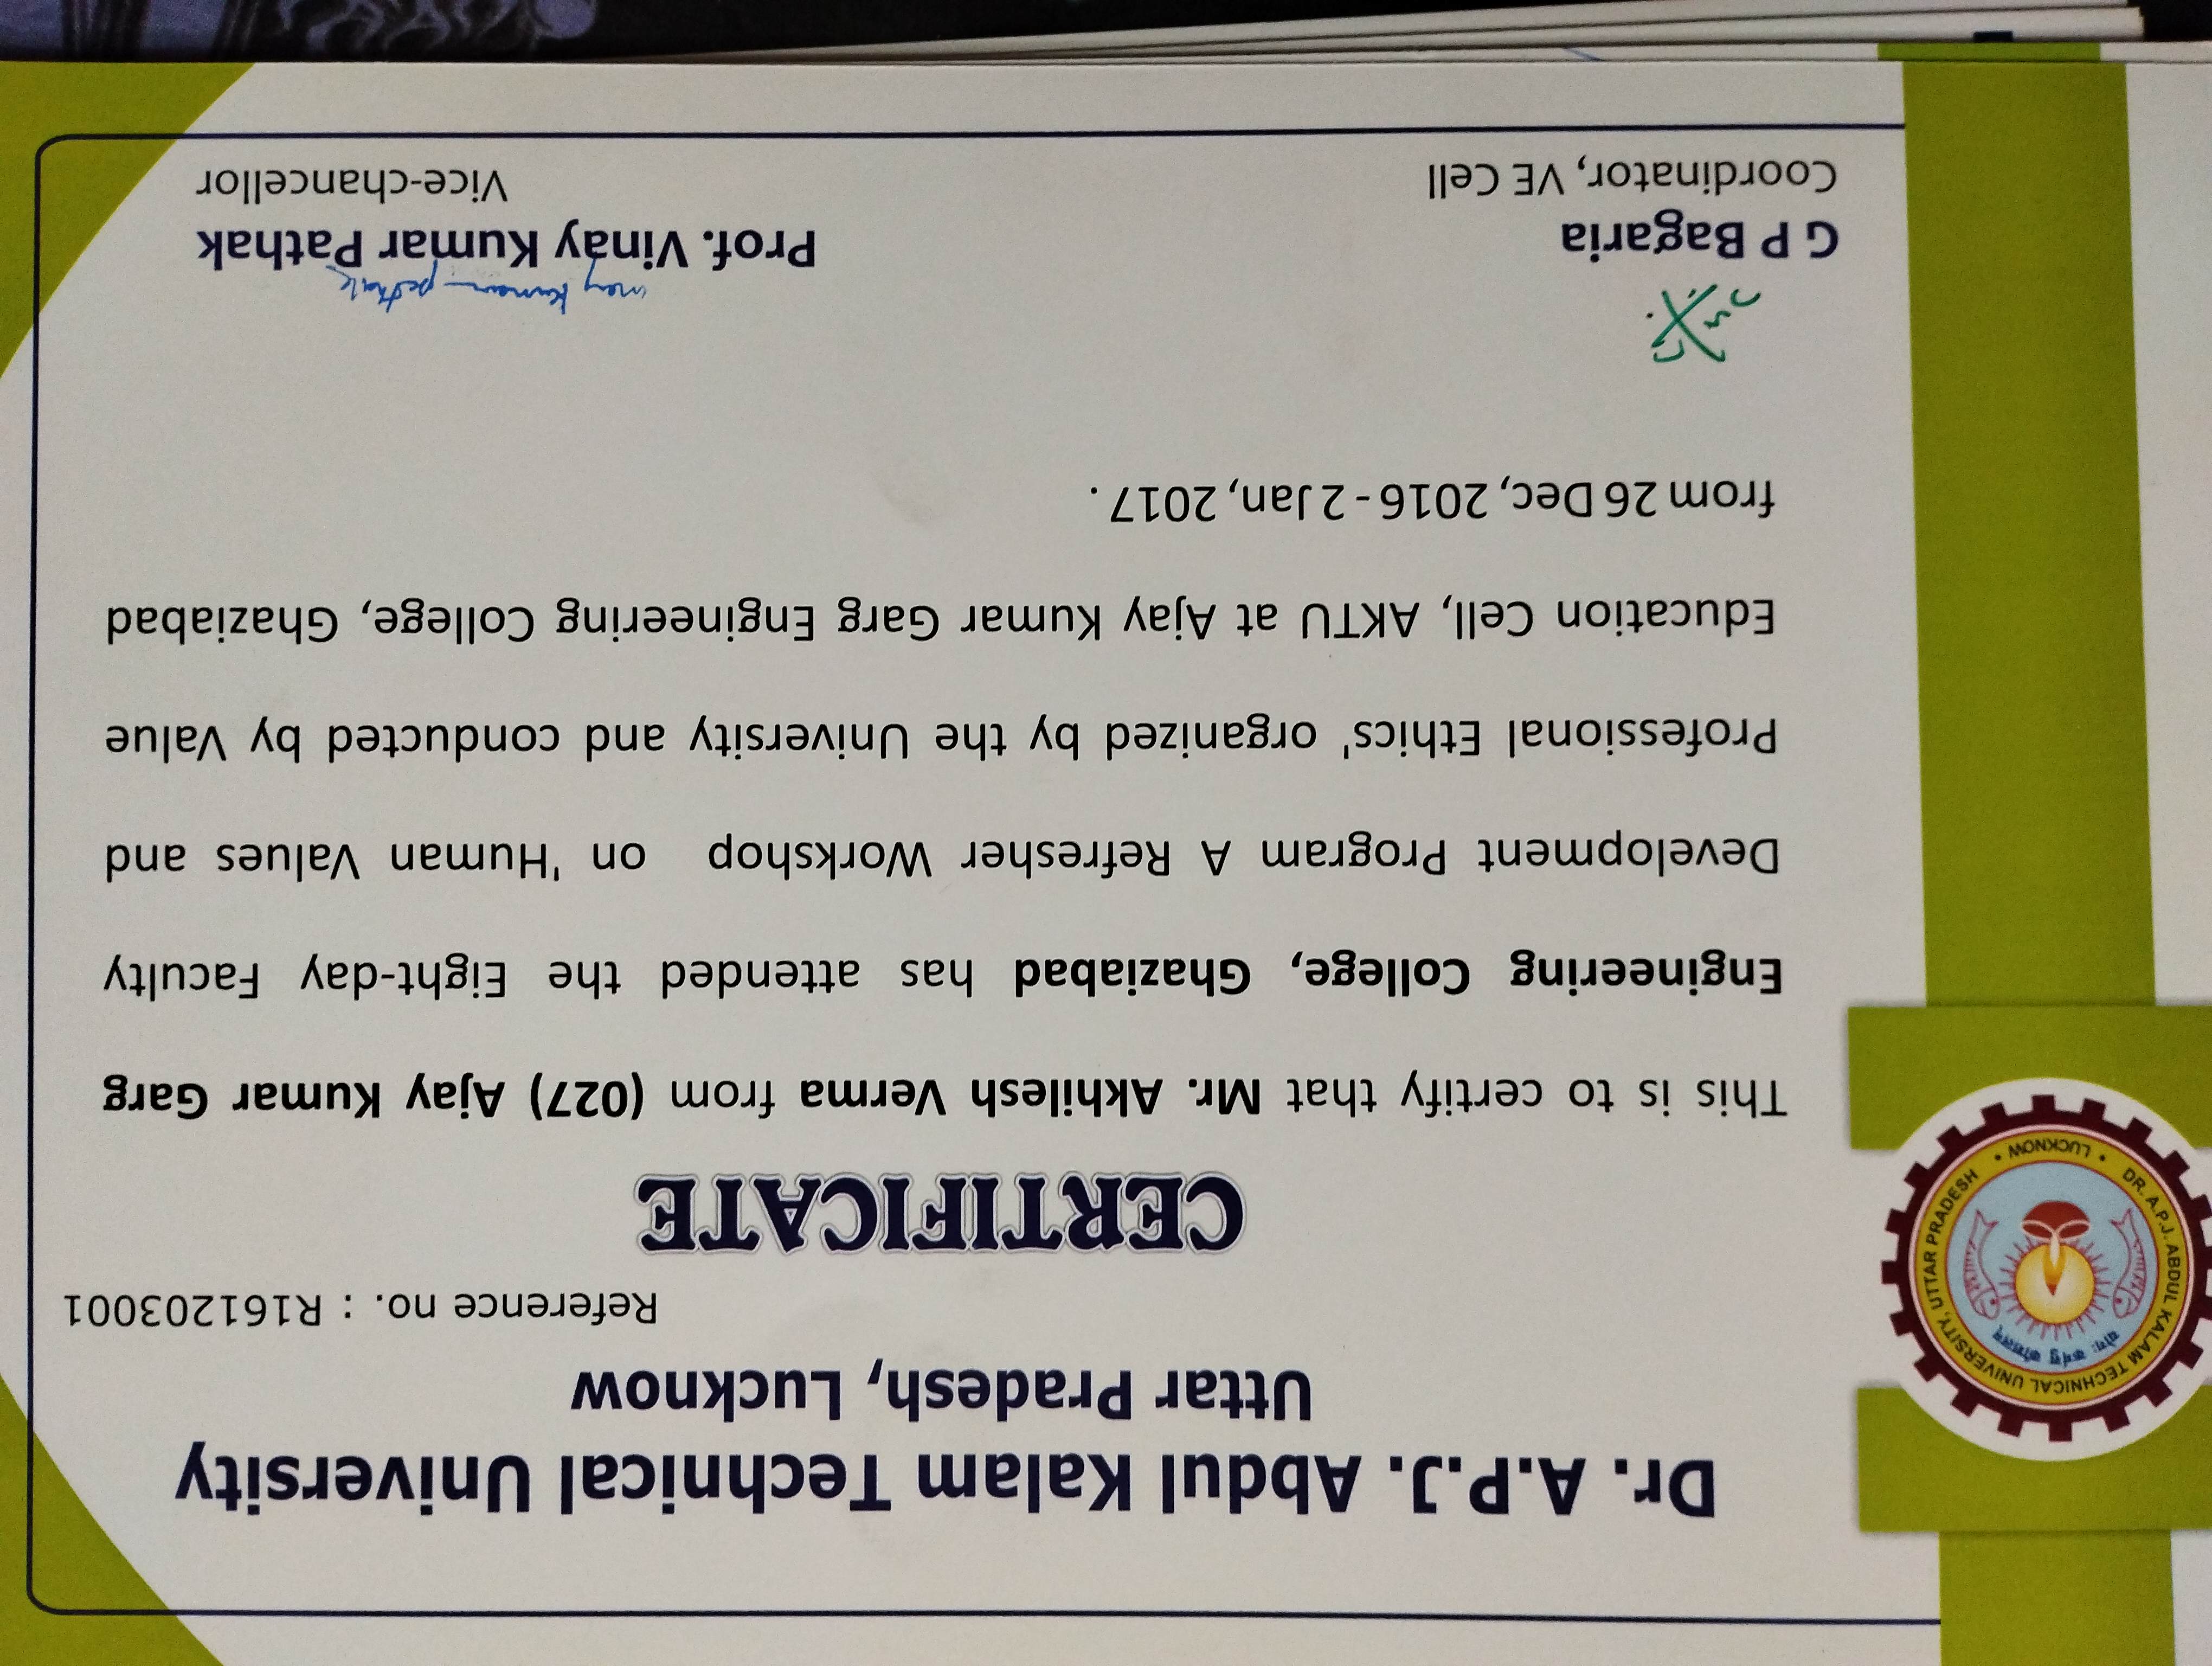 Dr. A.P.J. Abdul Kalam Technical University
Uttar Pradesh, Lucknow
Reference no. : R161203001
CERTIFICATE
This is to certify that Mr. Akhilesh Verma from (027) Ajay Kumar Garg
Engineering College, Ghaziabad has attended the Eight-day Faculty
Development Program A Refresher Workshop on 'Human Values and
Professional Ethics' organized by the University and conducted by Value
Education Cell, AKTU at Ajay Kumar Garg Engineering College, Ghaziabad
from 26 Dec, 2016 - 2 Jan, 2017 .
G P Bagaria
Coordinator, VE Cell
Prof. Vinay Kumar Pathak
Vice-chancellor
DR. A.P.J. ABDUL KALAM TECHNICAL UNIVERSITY, UTTAR PRADESH
• LUCKNOW •